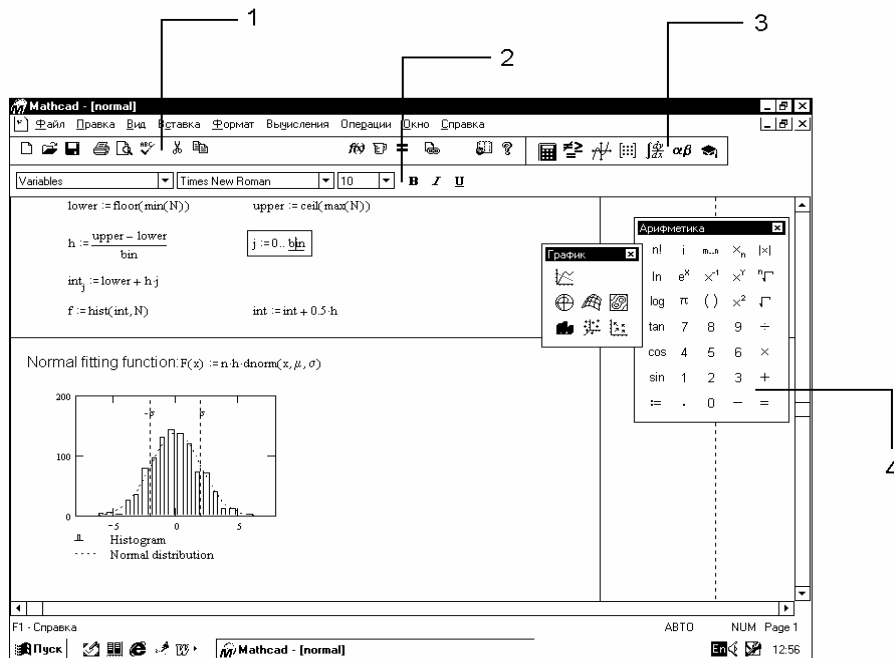 1
2
3
Mathcad - [normal]
Файл Правка Вид Вставка Формат Вычисления Операции Окно Справка
f(x) = ? ∫ dy/dx αβ
Variables Times New Roman 10 B I U
lower := floor(min(N)) upper := ceil(max(N))
h := (upper − lower)/bin j := 0.. bin
int_j := lower + h·j
f := hist(int, N) int := int + 0.5·h
График
Арифметика
n! i m..n ×n |×|
ln e^x ×^-1 ×^Y ⁿ√
log π ( ) ×² √
tan 7 8 9 ÷
cos 4 5 6 ×
sin 1 2 3 +
:= . 0 − =
4
Normal fitting function: F(x) := n·h·dnorm(x, μ, σ)
200
100
0
−5 0 5
Histogram
Normal distribution
F1 - Справка АВТО NUM Page 1
Пуск Mathcad - [normal] En 12:56